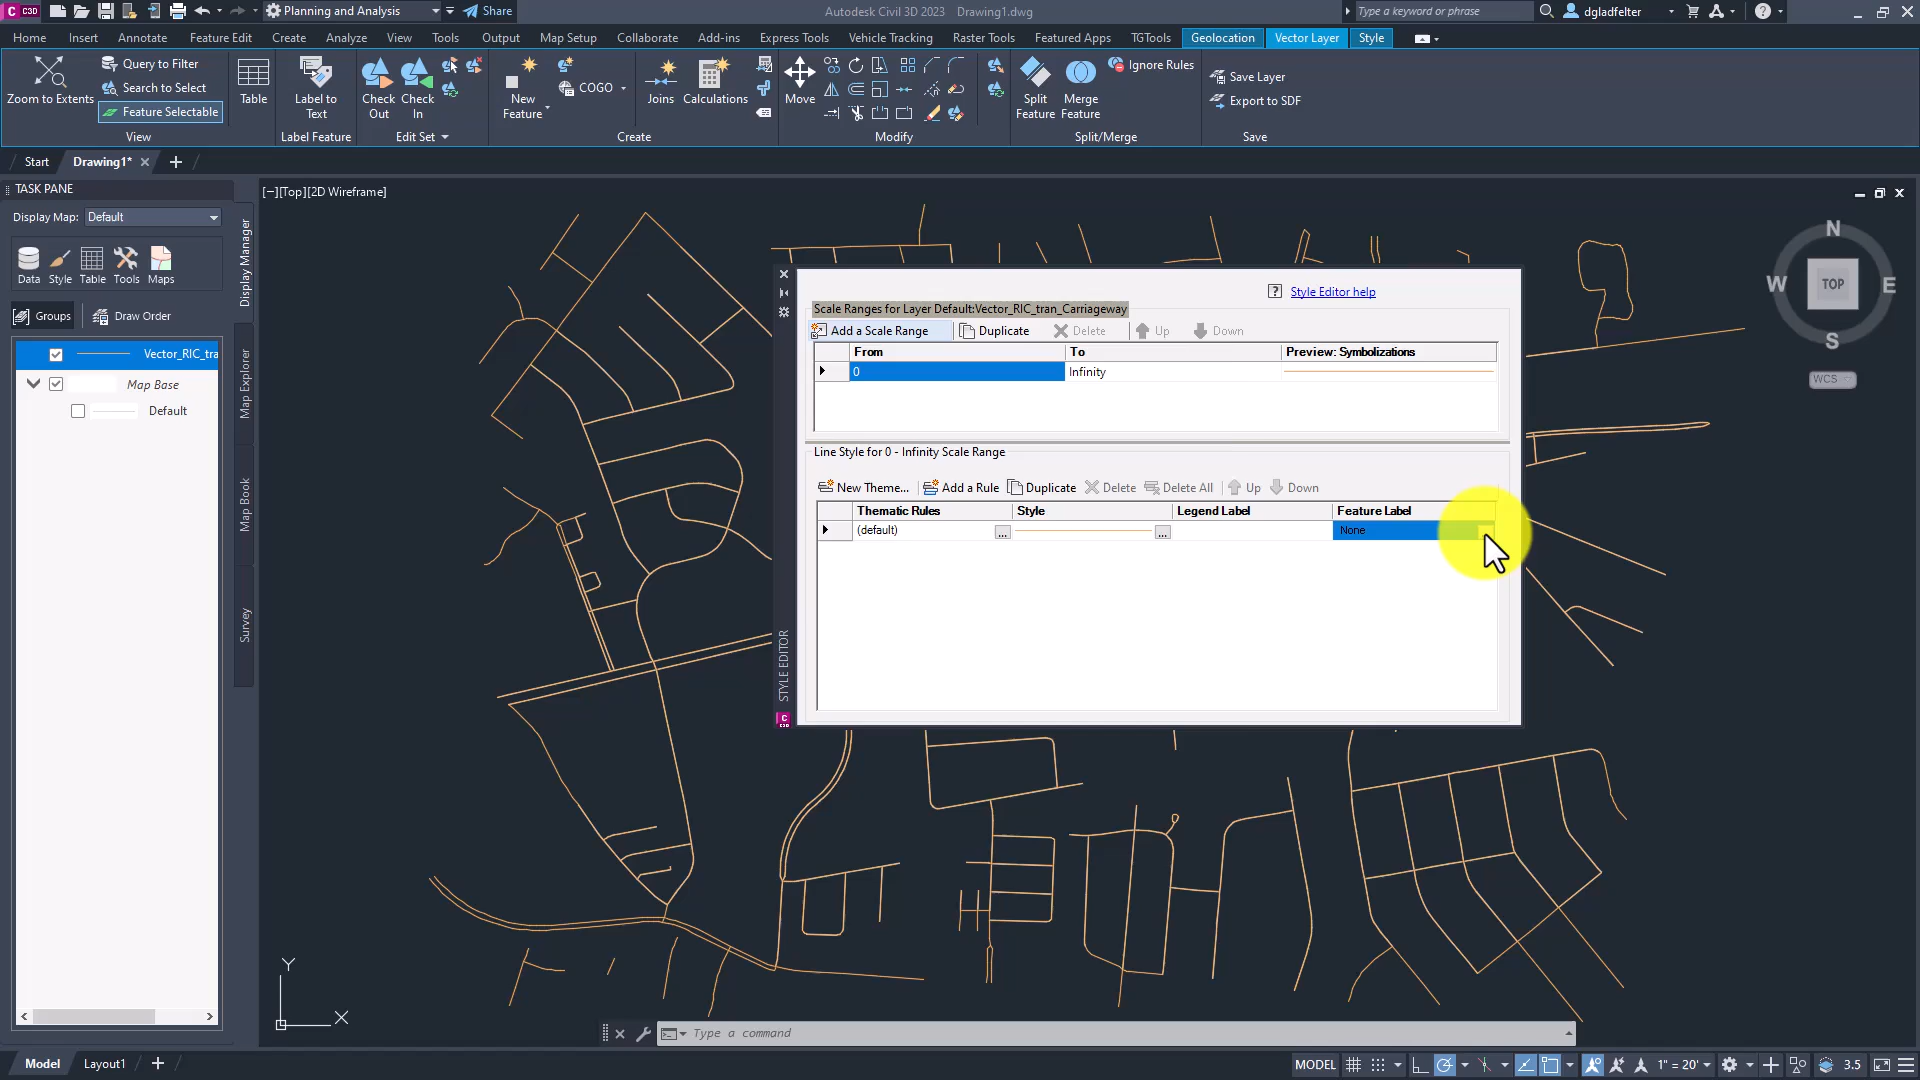 C C3D Planning and Analysis Share Autodesk Civil 3D 2023 Drawing1.dwg Type a keyword or phrase dgladfelter
Home Insert Annotate Feature Edit Create Analyze View Tools Output Map Setup Collaborate Add-ins Express Tools Vehicle Tracking Raster Tools Featured Apps TGTools Geolocation Vector Layer Style
Zoom to Extents
Query to Filter
Search to Select
Feature Selectable
View
Table
Label to Text
Label Feature
Check Out
Check In
Edit Set
New Feature
COGO
Joins
Calculations
Create
Move
Modify
Split Feature
Merge Feature
Ignore Rules
Split/Merge
Save Layer
Export to SDF
Save
Start Drawing1*
TASK PANE
Display Map: Default
Data Style Table Tools Maps
Groups Draw Order
Vector_RIC_tra
Map Base
Default
Display Manager
Map Explorer
Map Book
Survey
[−][Top][2D Wireframe]
N
W TOP E
S
WCS
STYLE EDITOR
C
C3D
Style Editor help
Scale Ranges for Layer Default:Vector_RIC_tran_Carriageway
Add a Scale Range Duplicate Delete Up Down
From To Preview: Symbolizations
0 Infinity
Line Style for 0 - Infinity Scale Range
New Theme... Add a Rule Duplicate Delete Delete All Up Down
Thematic Rules Style Legend Label Feature Label
(default) ... ... None
Y
X
Type a command
Model Layout1 MODEL 1" = 20' 3.5